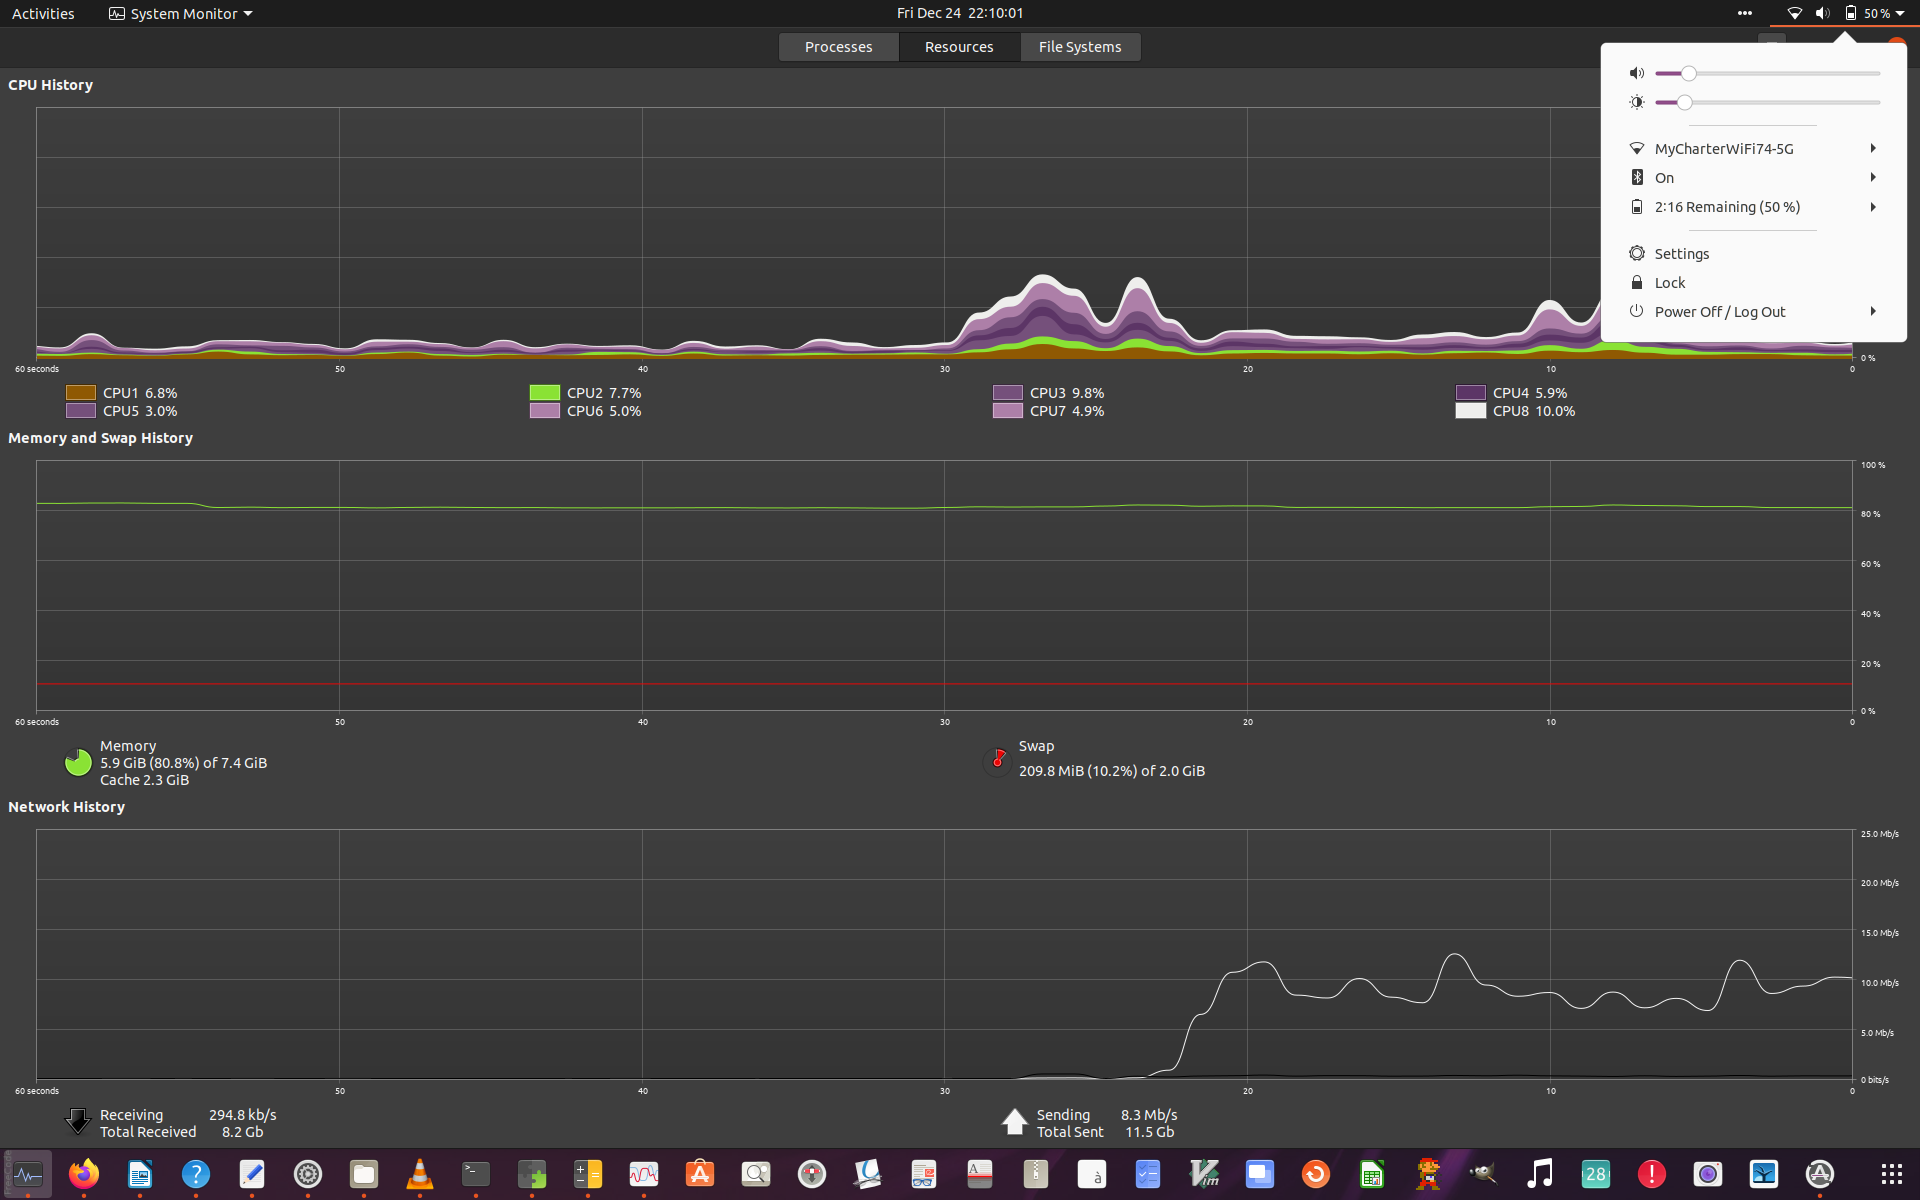 Activities System Monitor Fri Dec 24 22:10:01 50 %
Processes Resources File Systems
MyCharterWiFi74-5G
On
2:16 Remaining (50 %)
Settings
Lock
Power Off / Log Out
CPU History
0 %
60 seconds 50 40 30 20 10 0
CPU1 6.8% CPU2 7.7% CPU3 9.8% CPU4 5.9%
CPU5 3.0% CPU6 5.0% CPU7 4.9% CPU8 10.0%
Memory and Swap History
100 %
80 %
60 %
40 %
20 %
0 %
60 seconds 50 40 30 20 10 0
Memory
5.9 GiB (80.8%) of 7.4 GiB
Cache 2.3 GiB
Swap
209.8 MiB (10.2%) of 2.0 GiB
Network History
25.0 Mb/s
20.0 Mb/s
15.0 Mb/s
10.0 Mb/s
5.0 Mb/s
0 bits/s
60 seconds 50 40 30 20 10 0
Receiving 294.8 kb/s
Total Received 8.2 Gb
Sending 8.3 Mb/s
Total Sent 11.5 Gb
? >_ A à Vim 28 !